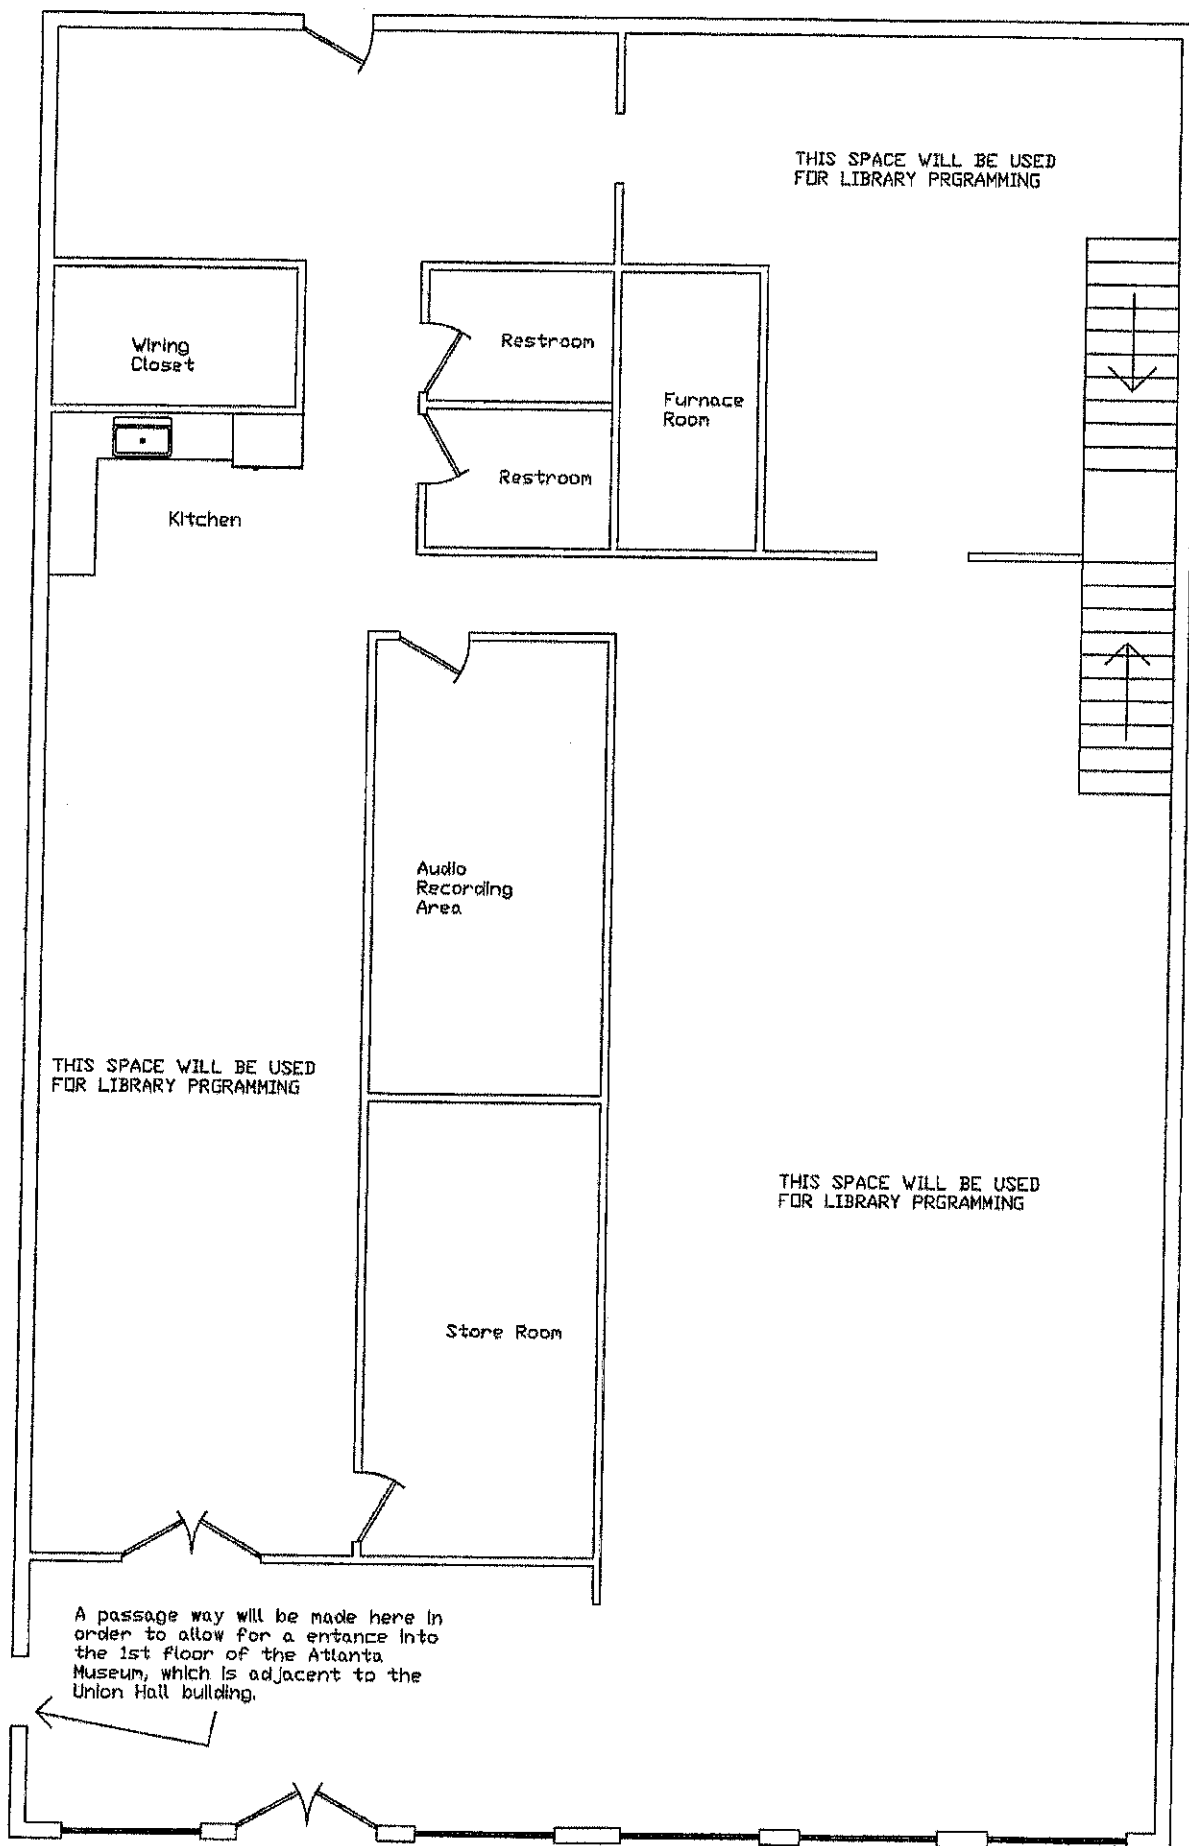 THIS SPACE WILL BE USED
FOR LIBRARY PRGRAMMING
Wiring
Closet
Restroom
Furnace
Room
Restroom
Kitchen
Audio
Recording
Area
THIS SPACE WILL BE USED
FOR LIBRARY PRGRAMMING
THIS SPACE WILL BE USED
FOR LIBRARY PRGRAMMING
Store Room
A passage way will be made here in
order to allow for a entance into
the 1st floor of the Atlanta
Museum, which is adjacent to the
Union Hall building.